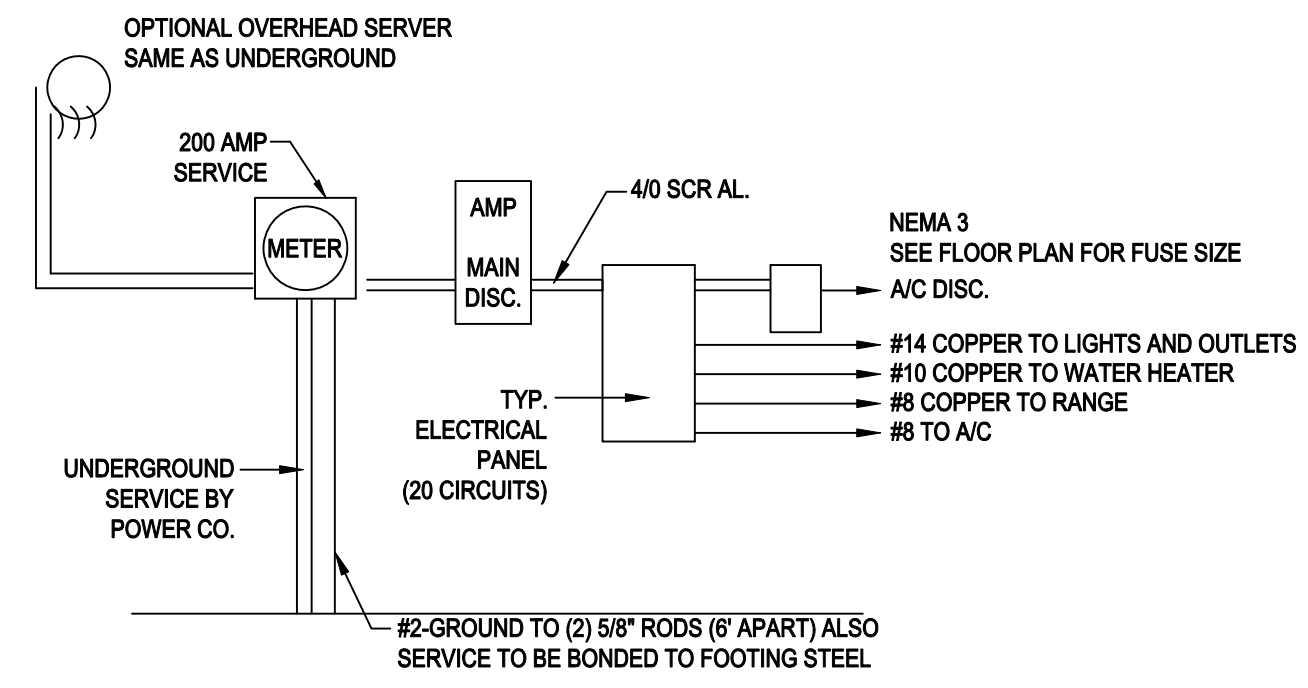 OPTIONAL OVERHEAD SERVER
SAME AS UNDERGROUND
200 AMP
SERVICE
METER
AMP
MAIN
DISC.
4/0 SCR AL.
NEMA 3
SEE FLOOR PLAN FOR FUSE SIZE
A/C DISC.
#14 COPPER TO LIGHTS AND OUTLETS
#10 COPPER TO WATER HEATER
#8 COPPER TO RANGE
#8 TO A/C
TYP.
ELECTRICAL
PANEL
(20 CIRCUITS)
UNDERGROUND
SERVICE BY
POWER CO.
#2-GROUND TO (2) 5/8" RODS (6' APART) ALSO
SERVICE TO BE BONDED TO FOOTING STEEL